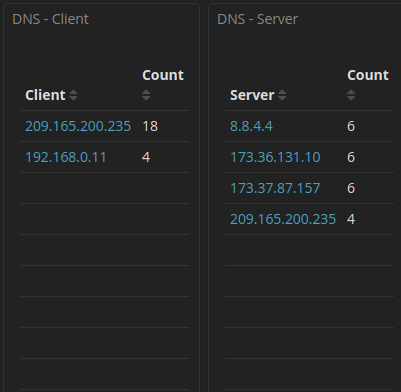 DNS - Client
Client Count
209.165.200.235 18
192.168.0.11 4
DNS - Server
Server Count
8.8.4.4 6
173.36.131.10 6
173.37.87.157 6
209.165.200.235 4